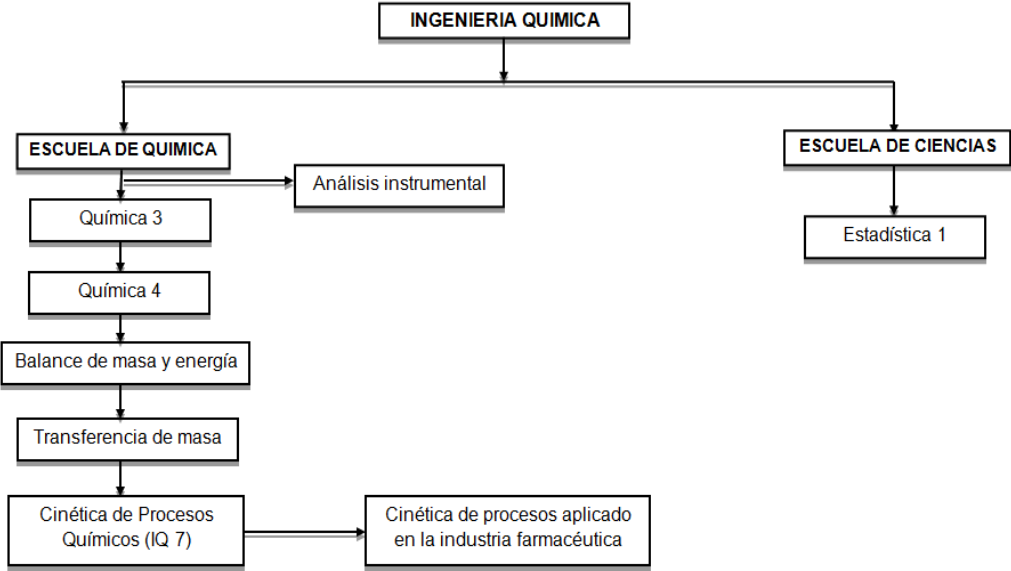 INGENIERIA QUIMICA
ESCUELA DE QUIMICA
ESCUELA DE CIENCIAS
Análisis instrumental
Química 3
Estadística 1
Química 4
Balance de masa y energía
Transferencia de masa
Cinética de Procesos
Químicos (IQ 7)
Cinética de procesos aplicado
en la industria farmacéutica